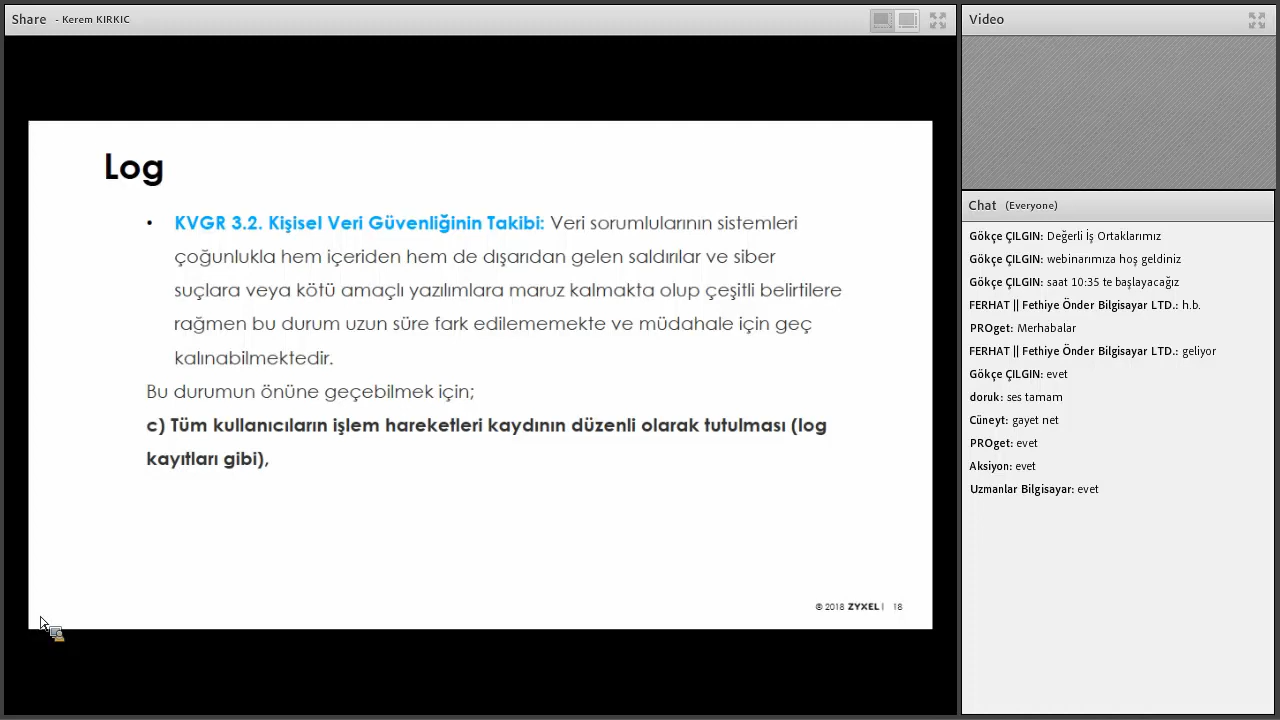 Share - Kerem KIRKIC
Log
• KVGR 3.2. Kişisel Veri Güvenliğinin Takibi: Veri sorumlularının sistemleri
çoğunlukla hem içeriden hem de dışarıdan gelen saldırılar ve siber
suçlara veya kötü amaçlı yazılımlara maruz kalmakta olup çeşitli belirtilere
rağmen bu durum uzun süre fark edilememekte ve müdahale için geç
kalınabilmektedir.
Bu durumun önüne geçebilmek için;
c) Tüm kullanıcıların işlem hareketleri kaydının düzenli olarak tutulması (log
kayıtları gibi),
© 2018 ZYXEL | 18
Video
Chat (Everyone)
Gökçe ÇILGIN: Değerli İş Ortaklarımız
Gökçe ÇILGIN: webinarımıza hoş geldiniz
Gökçe ÇILGIN: saat 10:35 te başlayacağız
FERHAT || Fethiye Önder Bilgisayar LTD.: h.b.
PROget: Merhabalar
FERHAT || Fethiye Önder Bilgisayar LTD.: geliyor
Gökçe ÇILGIN: evet
doruk: ses tamam
Cüneyt: gayet net
PROget: evet
Aksiyon: evet
Uzmanlar Bilgisayar: evet